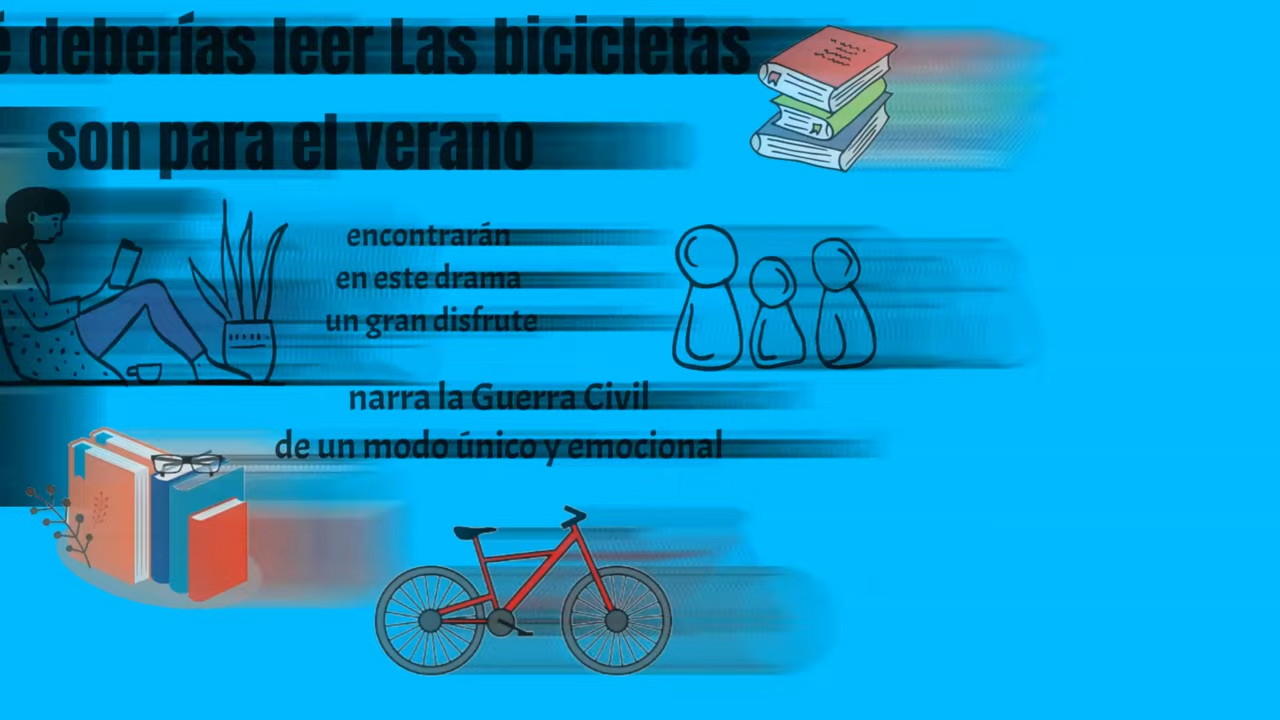 é deberías leer Las bicicletas
son para el verano
encontrarán
en este drama
un gran disfrute
narra la Guerra Civil
de un modo único y emocional